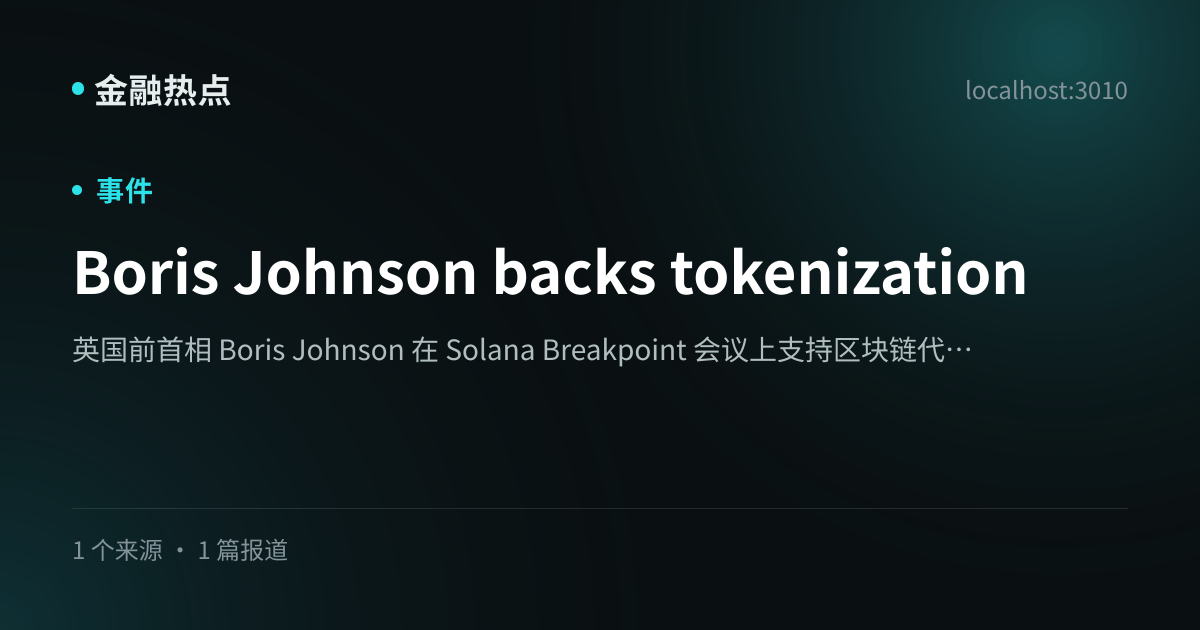 金融热点
localhost:3010
事件
Boris Johnson backs tokenization
英国前首相 Boris Johnson 在 Solana Breakpoint 会议上支持区块链代…
1 个来源 · 1 篇报道